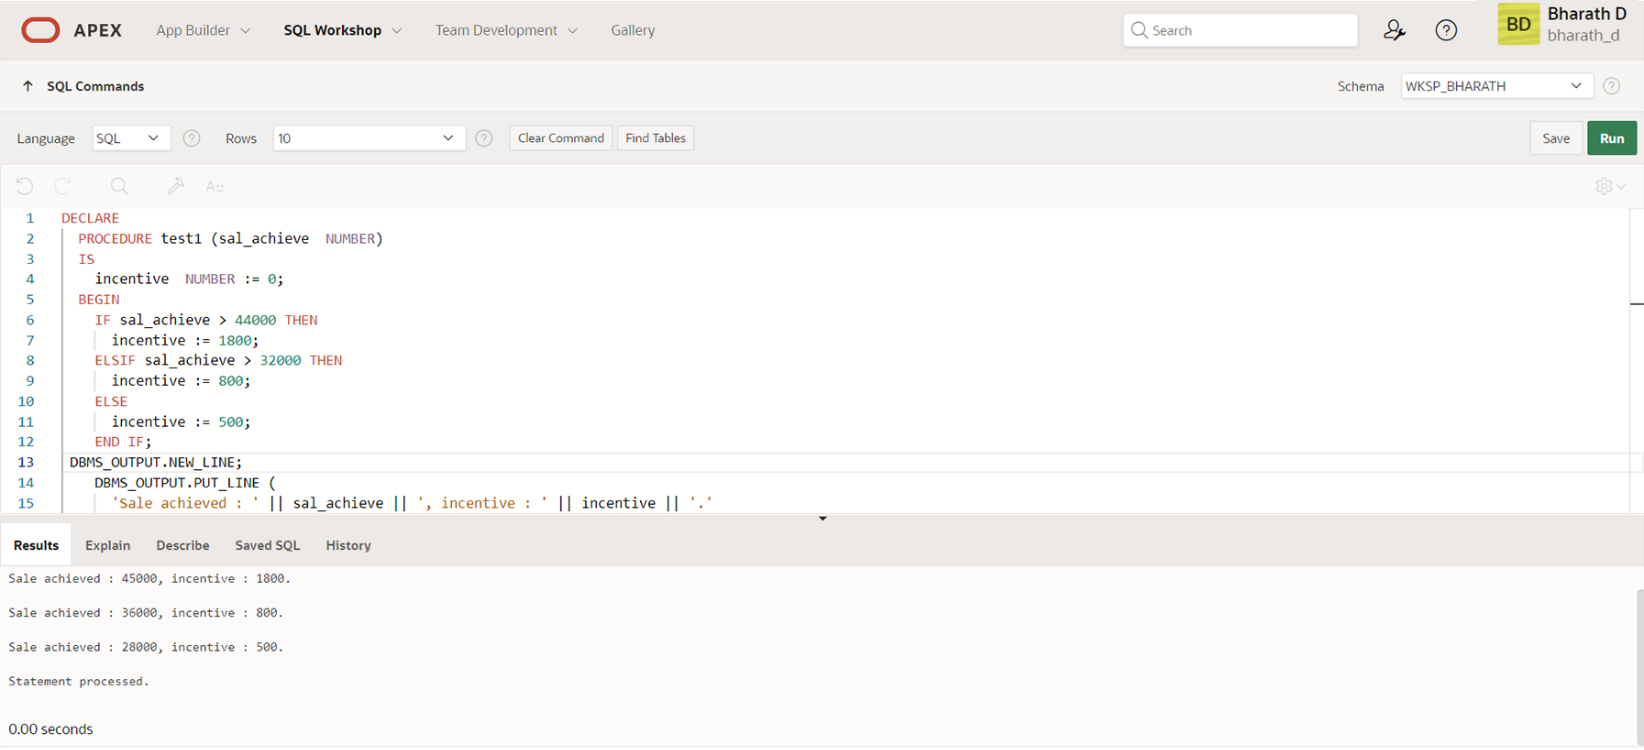 APEX App Builder SQL Workshop Team Development Gallery Search ? BD Bharath D
bharath_d
SQL Commands Schema WKSP_BHARATH ?
Language SQL ? Rows 10 ? Clear Command Find Tables Save Run
A::
1 DECLARE
2 PROCEDURE test1 (sal_achieve  NUMBER)
3 IS
4 incentive  NUMBER := 0;
5 BEGIN
6 IF sal_achieve > 44000 THEN
7 incentive := 1800;
8 ELSIF sal_achieve > 32000 THEN
9 incentive := 800;
10 ELSE
11 incentive := 500;
12 END IF;
13 DBMS_OUTPUT.NEW_LINE;
14 DBMS_OUTPUT.PUT_LINE (
15 'Sale achieved : ' || sal_achieve || ', incentive : ' || incentive || '.'
Results Explain Describe Saved SQL History
Sale achieved : 45000, incentive : 1800.
Sale achieved : 36000, incentive : 800.
Sale achieved : 28000, incentive : 500.
Statement processed.
0.00 seconds